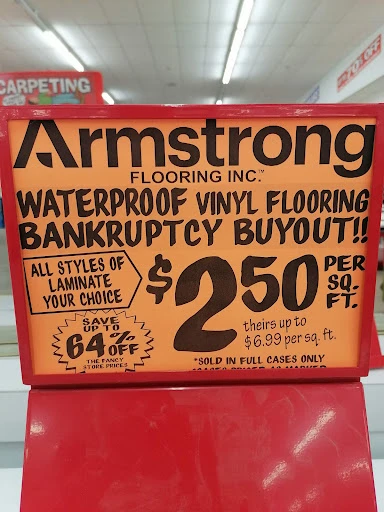 CARPETING
Armstrong
FLOORING INC.™
WATERPROOF VINYL FLOORING
BANKRUPTCY BUYOUT!!
ALL STYLES OF
LAMINATE
YOUR CHOICE
$2.50 PER
SQ.
FT.
SAVE
UP TO
64% OFF
THE FANCY
STORE PRICES
theirs up to
$6.99 per sq. ft.
*SOLD IN FULL CASES ONLY